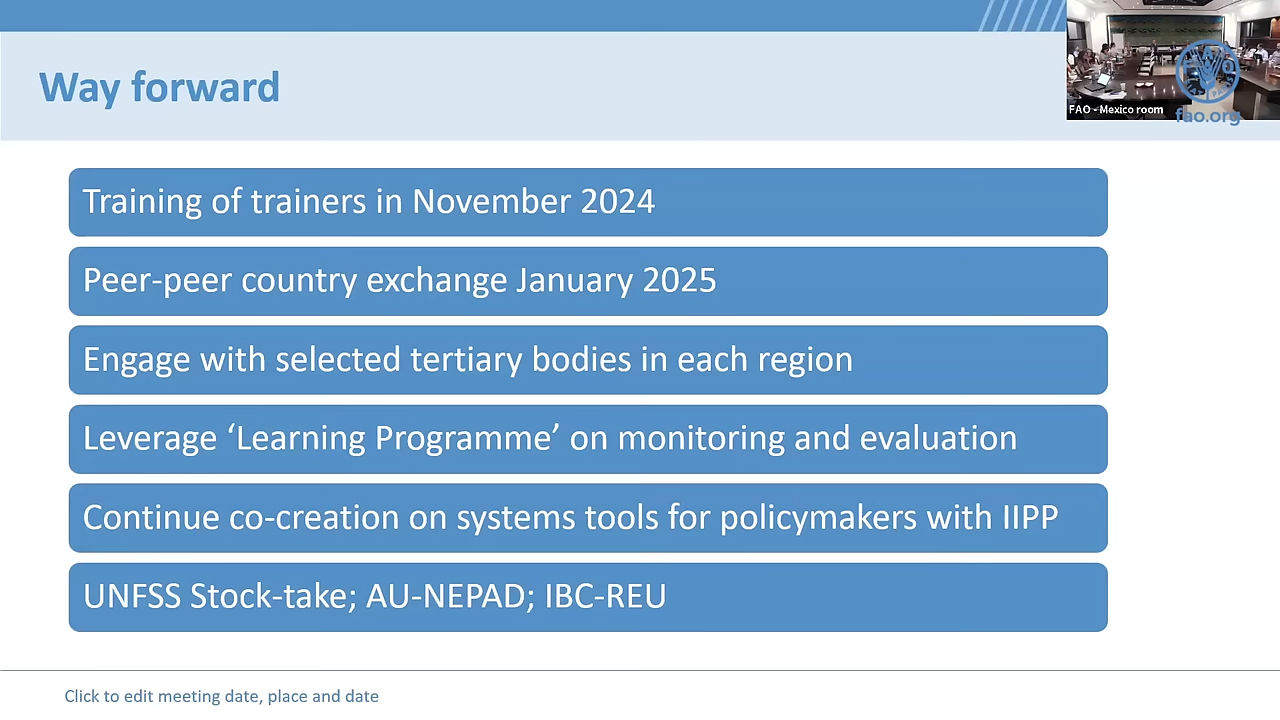 Way forward
FAO - Mexico room
fao.org
Training of trainers in November 2024
Peer-peer country exchange January 2025
Engage with selected tertiary bodies in each region
Leverage ‘Learning Programme’ on monitoring and evaluation
Continue co-creation on systems tools for policymakers with IIPP
UNFSS Stock-take; AU-NEPAD; IBC-REU
Click to edit meeting date, place and date